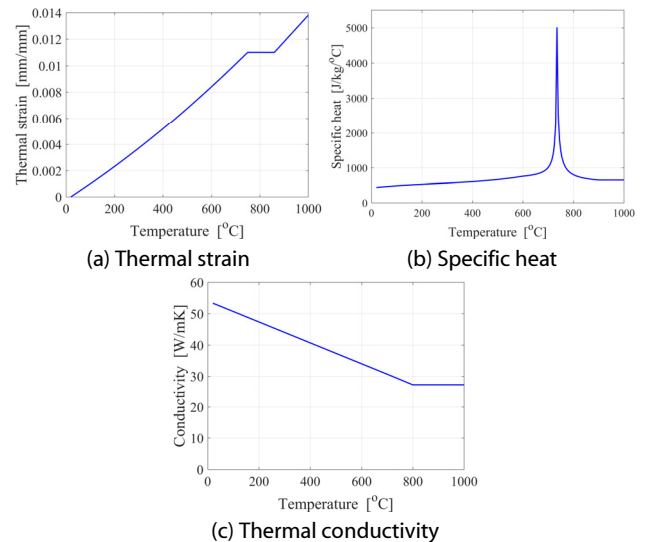 0.014
0.012
0.01
0.008
0.006
0.004
0.002
0
0 200 400 600 800 1000
Thermal strain [mm/mm]
Temperature [°C]
(a) Thermal strain
5000
4000
3000
2000
1000
0
0 200 400 600 800 1000
Specific heat [J/kg/°C]
Temperature [°C]
(b) Specific heat
60
50
40
30
20
10
0
0 200 400 600 800 1000
Conductivity [W/mK]
Temperature [°C]
(c) Thermal conductivity